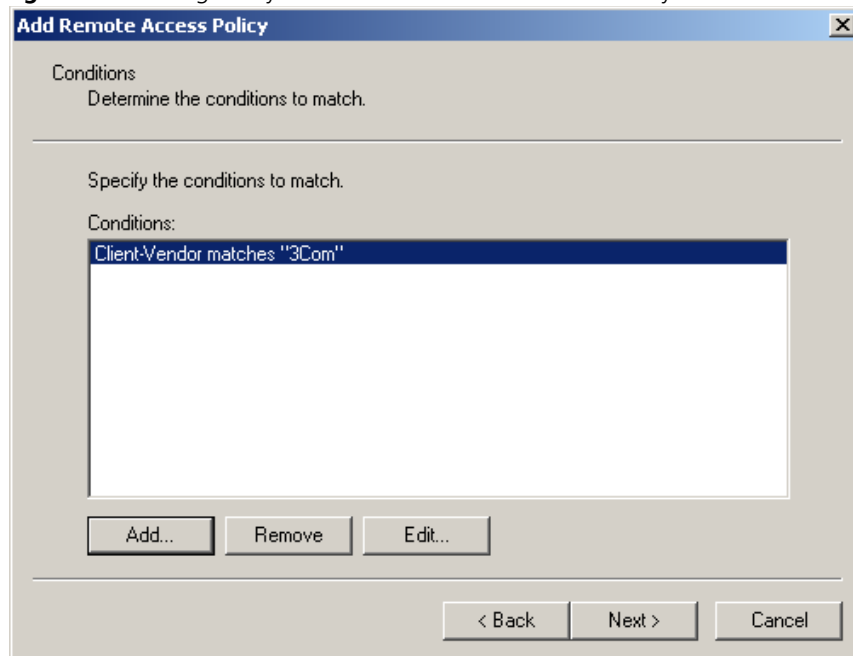 Add Remote Access Policy
Conditions
Determine the conditions to match.
Specify the conditions to match.
Conditions:
Client-Vendor matches "3Com"
Add...
Remove
Edit...
< Back
Next >
Cancel